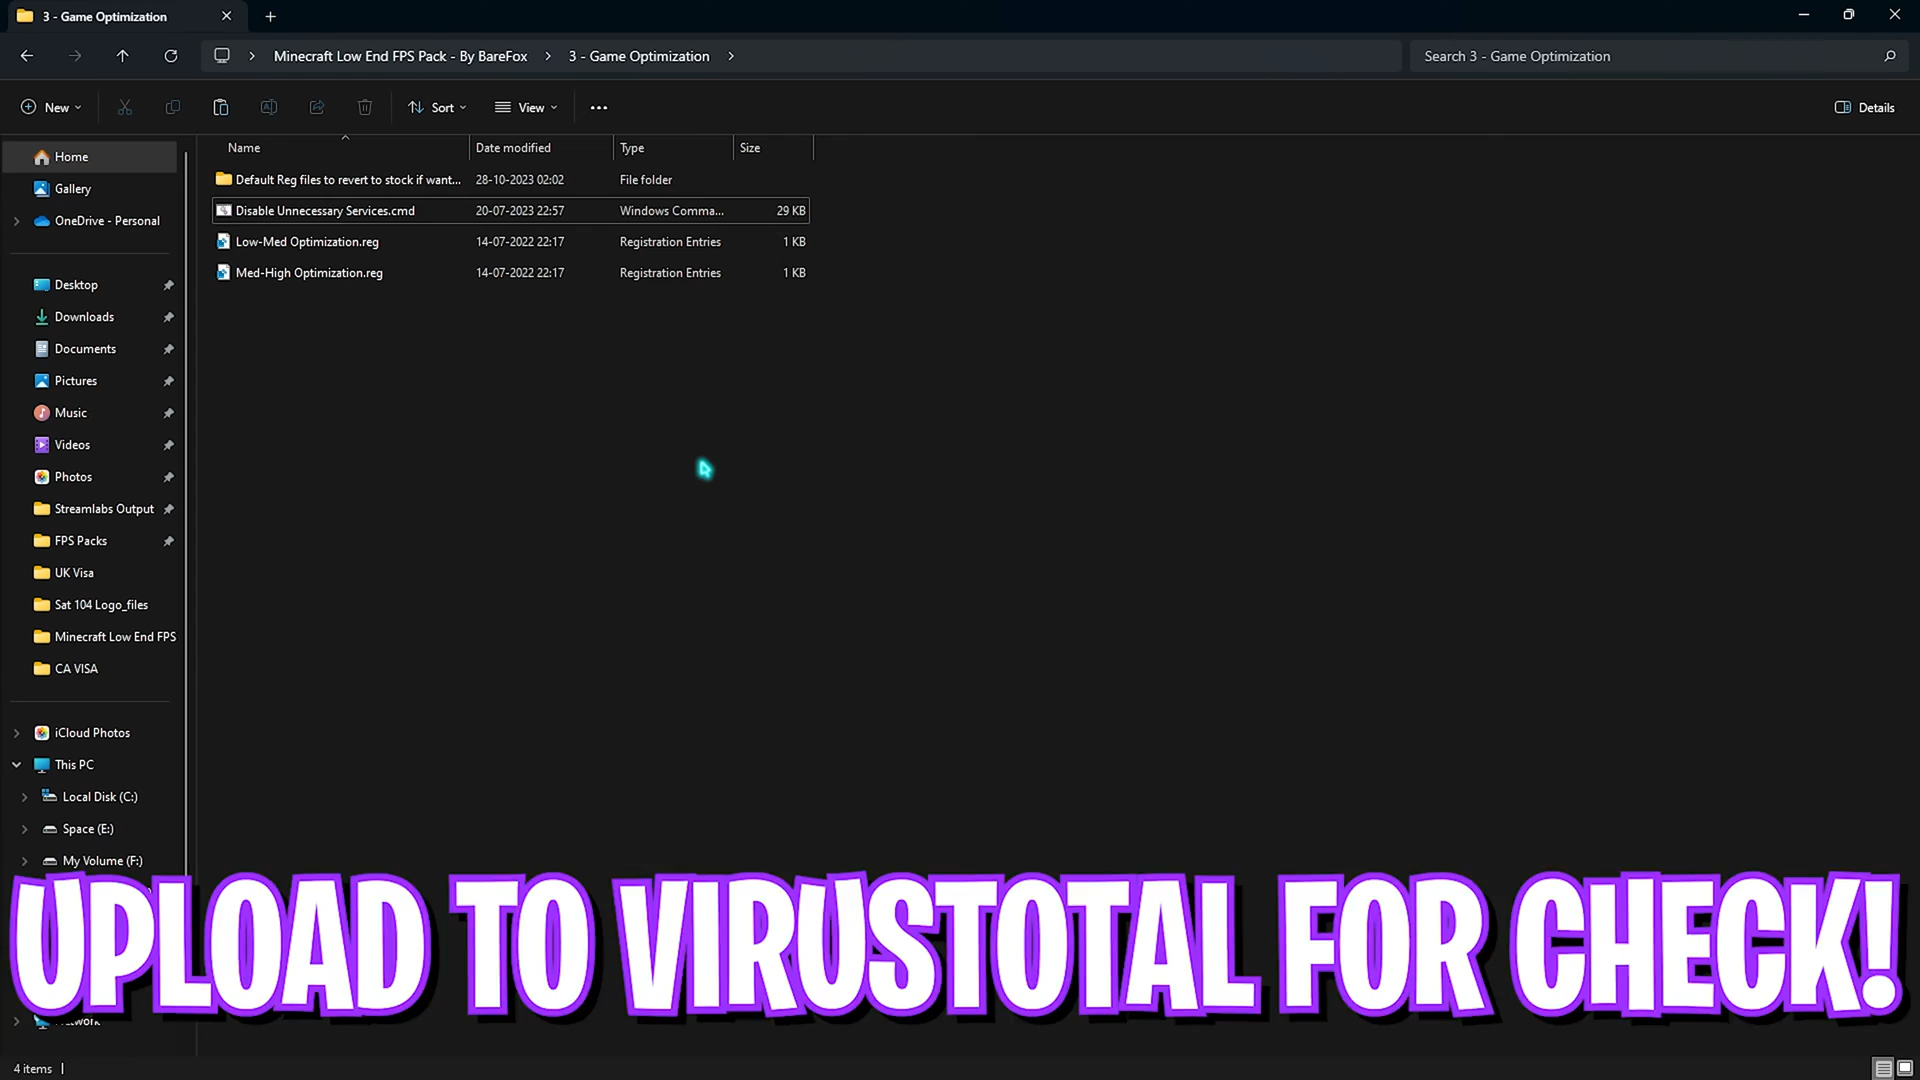 3 - Game Optimization
Minecraft Low End FPS Pack - By BareFox
3 - Game Optimization
Search 3 - Game Optimization
New
Sort
View
Details
Name
Date modified
Type
Size
Default Reg files to revert to stock if want...
28-10-2023 02:02
File folder
Disable Unnecessary Services.cmd
20-07-2023 22:57
Windows Comma...
29 KB
Low-Med Optimization.reg
14-07-2022 22:17
Registration Entries
1 KB
Med-High Optimization.reg
14-07-2022 22:17
Registration Entries
1 KB
Home
Gallery
OneDrive - Personal
Desktop
Downloads
Documents
Pictures
Music
Videos
Photos
Streamlabs Output
FPS Packs
UK Visa
Sat 104 Logo_files
Minecraft Low End FPS
CA VISA
iCloud Photos
This PC
Local Disk (C:)
Space (E:)
My Volume (F:)
UPLOAD TO VIRUSTOTAL FOR CHECK!
4 items